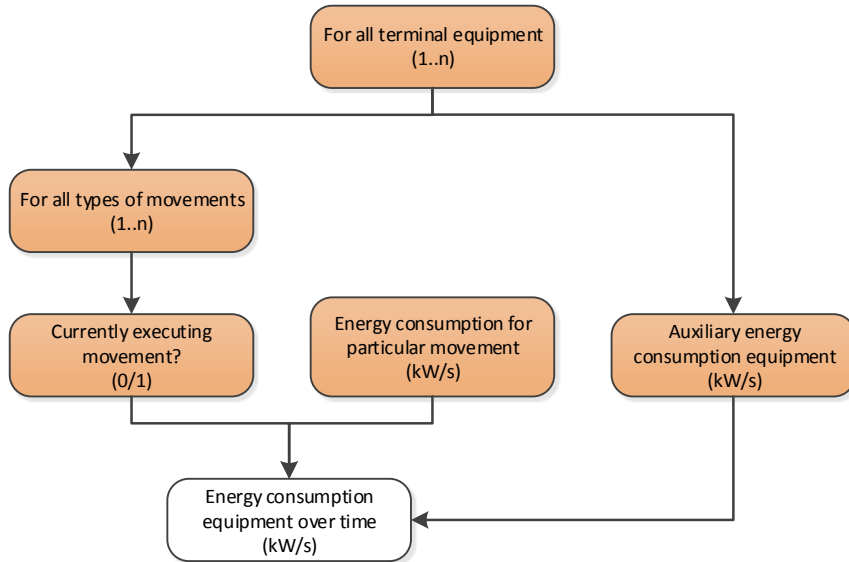 For all terminal equipment
(1..n)
For all types of movements
(1..n)
Currently executing
movement?
(0/1)
Energy consumption for
particular movement
(kW/s)
Auxiliary energy
consumption equipment
(kW/s)
Energy consumption
equipment over time
(kW/s)